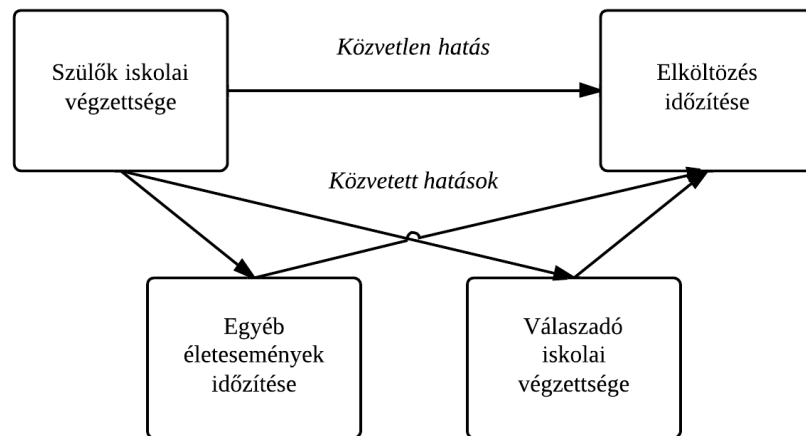 Szülők iskolai
végzettsége
Közvetlen hatás
Elköltözés
időzítése
Közvetett hatások
Egyéb
életesemények
időzítése
Válaszadó
iskolai
végzettsége